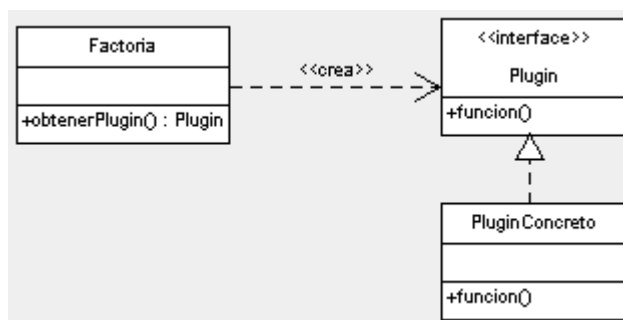 Factoria
+obtenerPlugin() : Plugin
<<crea>>
<<interface>>
Plugin
+funcion()
PluginConcreto
+funcion()